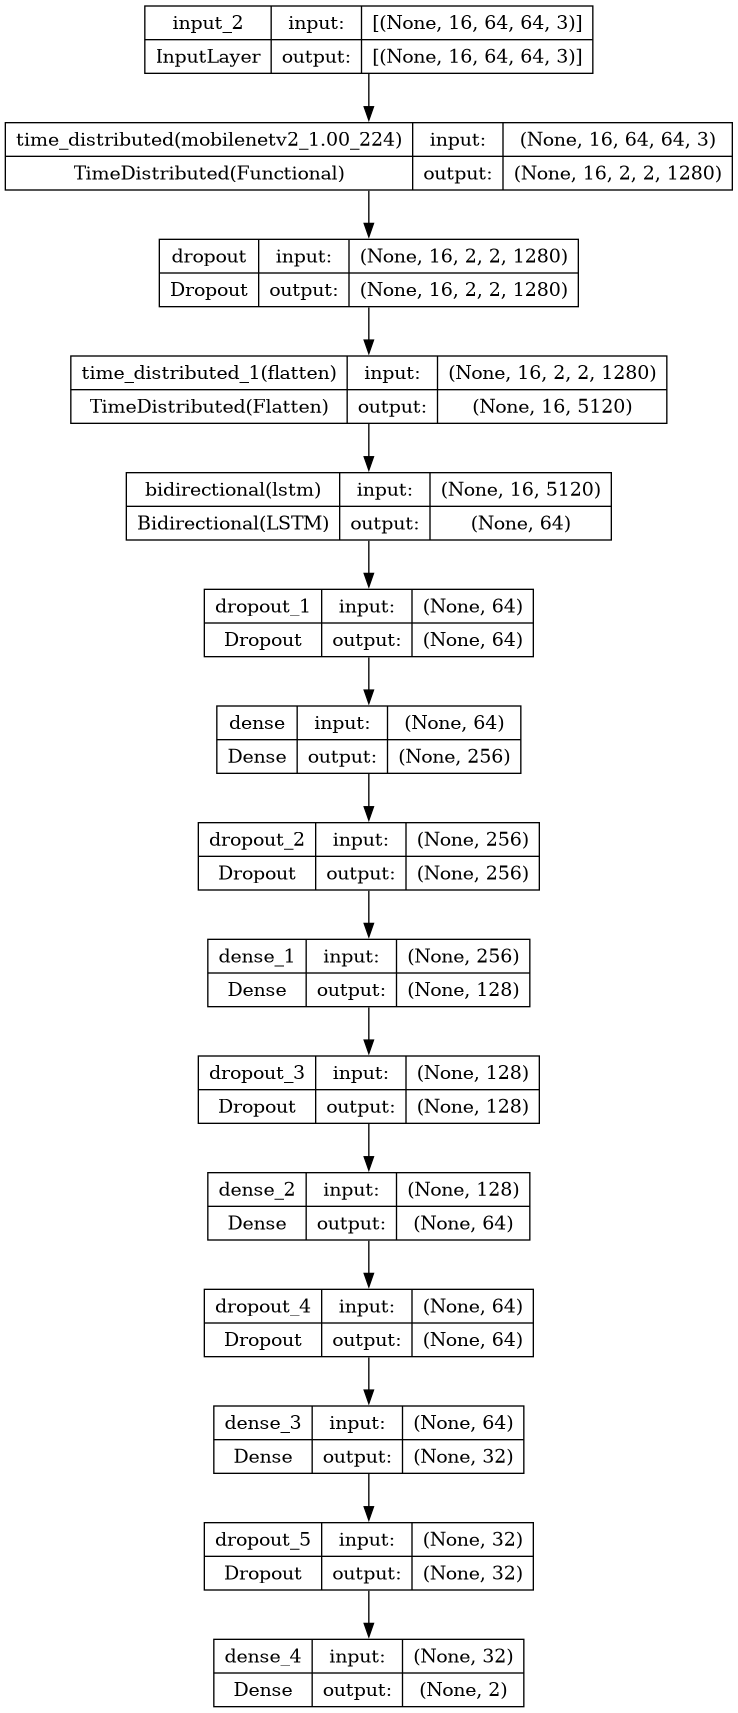 input_2 input: [(None, 16, 64, 64, 3)]
InputLayer output: [(None, 16, 64, 64, 3)]
time_distributed(mobilenetv2_1.00_224) input: (None, 16, 64, 64, 3)
TimeDistributed(Functional) output: (None, 16, 2, 2, 1280)
dropout input: (None, 16, 2, 2, 1280)
Dropout output: (None, 16, 2, 2, 1280)
time_distributed_1(flatten) input: (None, 16, 2, 2, 1280)
TimeDistributed(Flatten) output: (None, 16, 5120)
bidirectional(lstm) input: (None, 16, 5120)
Bidirectional(LSTM) output: (None, 64)
dropout_1 input: (None, 64)
Dropout output: (None, 64)
dense input: (None, 64)
Dense output: (None, 256)
dropout_2 input: (None, 256)
Dropout output: (None, 256)
dense_1 input: (None, 256)
Dense output: (None, 128)
dropout_3 input: (None, 128)
Dropout output: (None, 128)
dense_2 input: (None, 128)
Dense output: (None, 64)
dropout_4 input: (None, 64)
Dropout output: (None, 64)
dense_3 input: (None, 64)
Dense output: (None, 32)
dropout_5 input: (None, 32)
Dropout output: (None, 32)
dense_4 input: (None, 32)
Dense output: (None, 2)